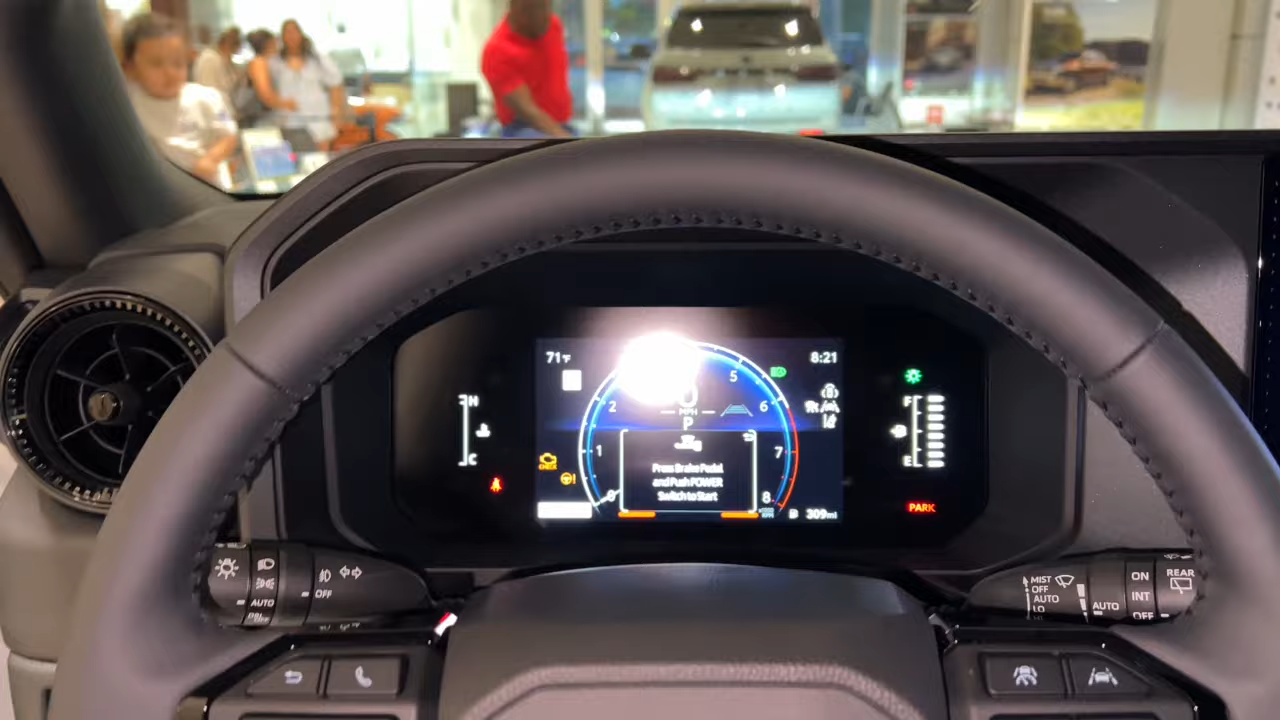 71°F
8:21
5
2
6
MPH
P
1
7
Press Brake Pedal
and Push POWER
Switch to Start
0
8
309mi
H
C
CHECK
F
E
PARK
OFF
AUTO
MIST
OFF
AUTO
LO
AUTO
ON
INT
OFF
REAR